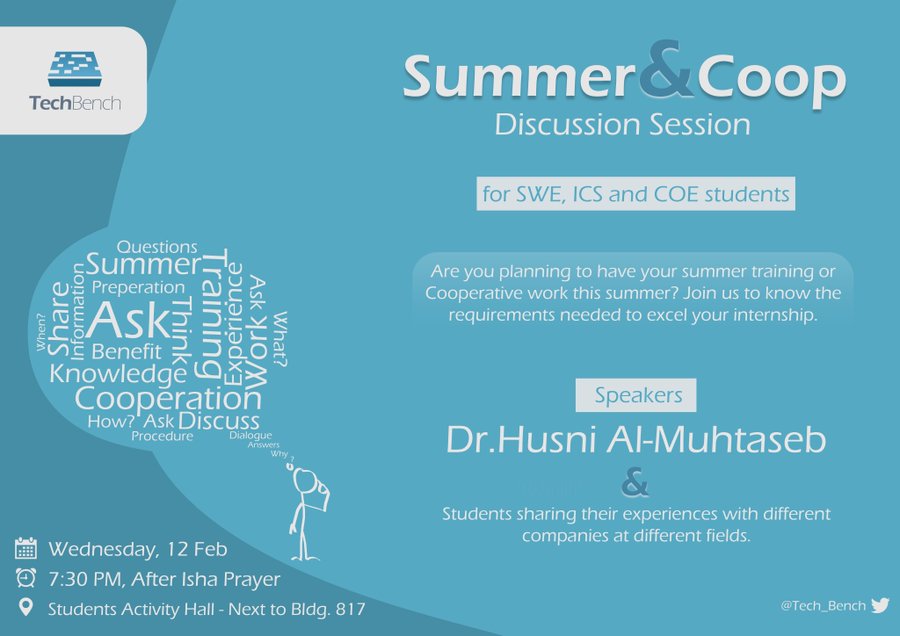 TechBench
Summer&Coop
Discussion Session
for SWE, ICS and COE students
Are you planning to have your summer training or
Cooperative work this summer? Join us to know the
requirements needed to excel your internship.
Speakers
Dr.Husni Al-Muhtaseb
&
Students sharing their experiences with different
companies at different fields.
Questions
Summer
Preperation
Ask
Benefit
Knowledge
Cooperation
How?
Ask
Discuss
Procedure
Dialogue
Answers
Why
?
When?
Share
Information
Think
Training
Experience
Ask
Work
What?
Wednesday, 12 Feb
7:30 PM, After Isha Prayer
Students Activity Hall - Next to Bldg. 817
@Tech_Bench